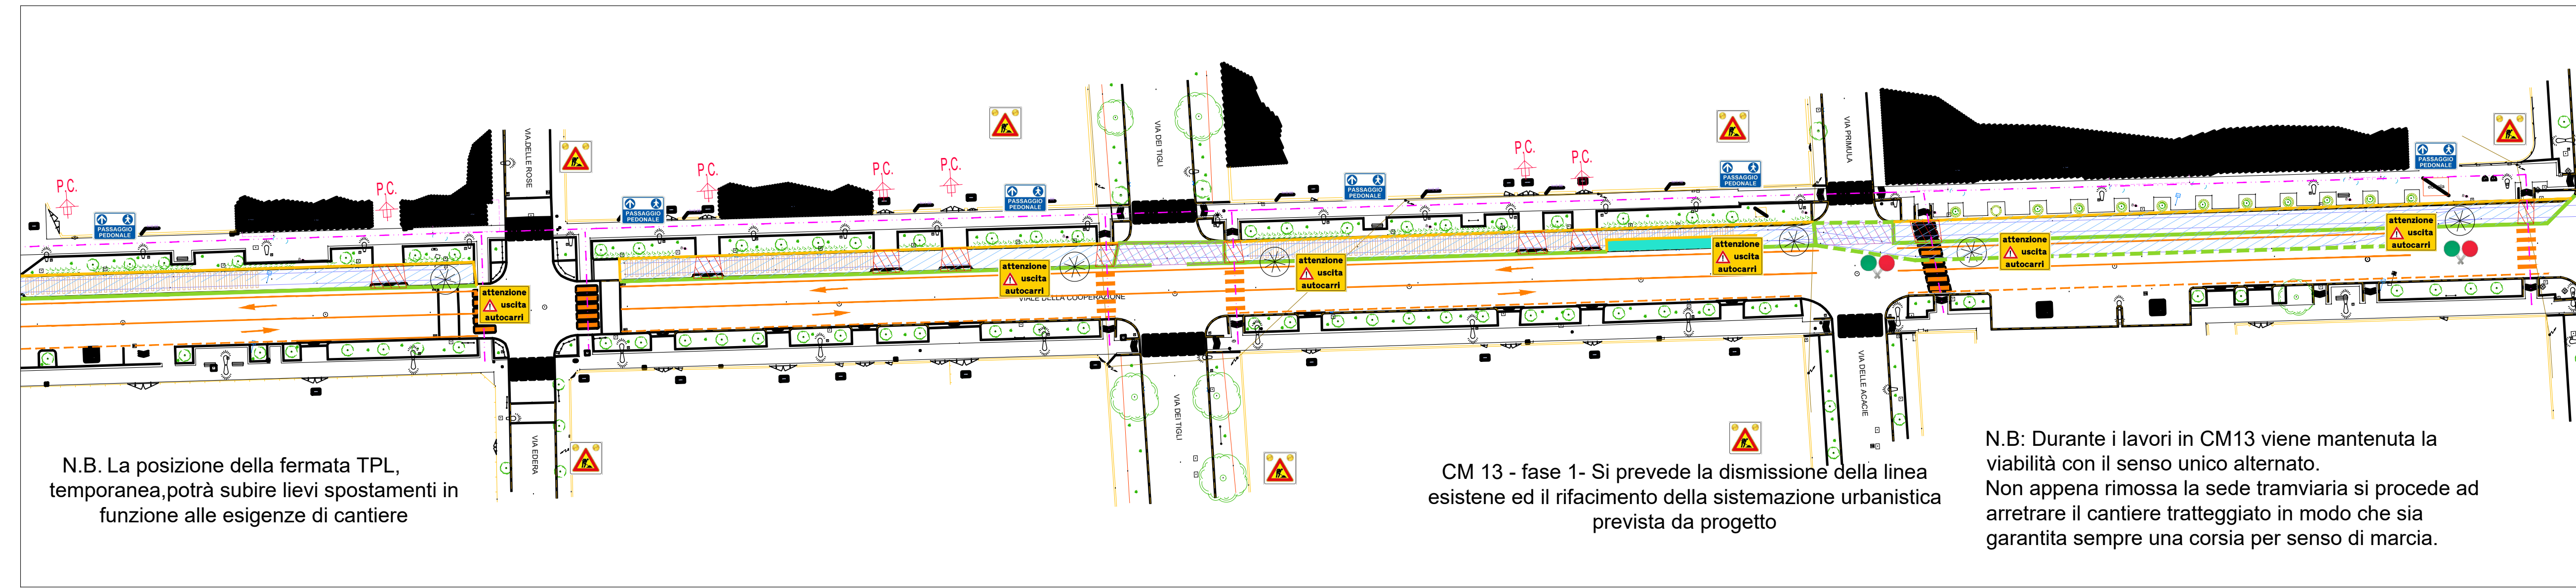 P.C.
P.C.
P.C.
P.C.
P.C.
P.C.
P.C.
PASSAGGIO
PEDONALE
PASSAGGIO
PEDONALE
PASSAGGIO
PEDONALE
PASSAGGIO
PEDONALE
PASSAGGIO
PEDONALE
PASSAGGIO
PEDONALE
VIA DELLE ROSE
VIA DEI TIGLI
VIA PRIMULA
attenzione
uscita
autocarri
attenzione
uscita
autocarri
attenzione
uscita
autocarri
attenzione
uscita
autocarri
attenzione
uscita
autocarri
attenzione
uscita
autocarri
VIALE DELLA COOPERAZIONE
VIA EDERA
VIA DEI TIGLI
VIA DELLE ACACIE
N.B. La posizione della fermata TPL,
temporanea,potrà subire lievi spostamenti in
funzione alle esigenze di cantiere
CM 13 - fase 1- Si prevede la dismissione della linea
esistene ed il rifacimento della sistemazione urbanistica
prevista da progetto
N.B: Durante i lavori in CM13 viene mantenuta la
viabilità con il senso unico alternato.
Non appena rimossa la sede tramviaria si procede ad
arretrare il cantiere tratteggiato in modo che sia
garantita sempre una corsia per senso di marcia.